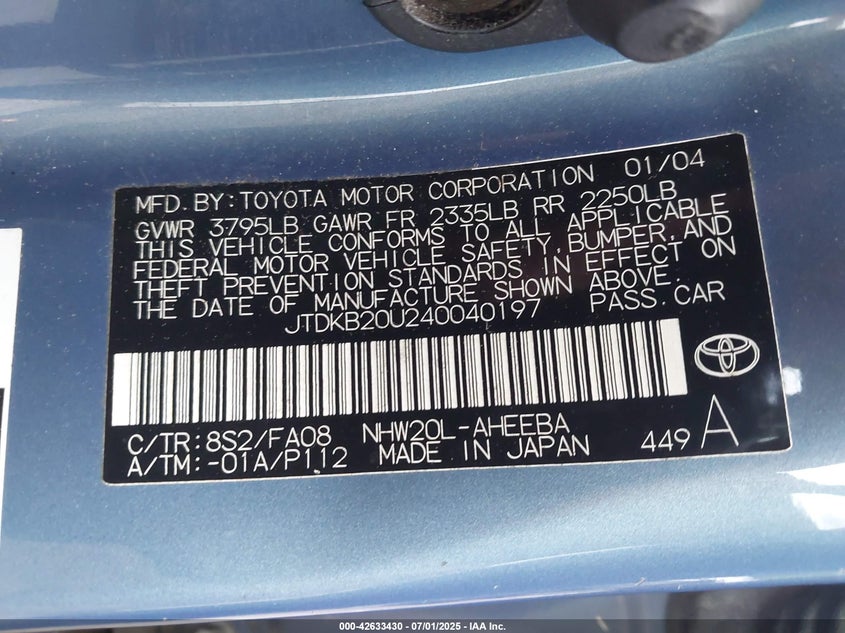 MFD. BY: TOYOTA MOTOR CORPORATION 01/04
GVWR 3795LB GAWR FR 2335LB RR 2250LB
THIS VEHICLE CONFORMS TO ALL APPLICABLE
FEDERAL MOTOR VEHICLE SAFETY, BUMPER, AND
THEFT PREVENTION STANDARDS IN EFFECT ON
THE DATE OF MANUFACTURE SHOWN ABOVE.
JTDKB20U240040197 PASS. CAR
C/TR: 8S2/FA08 NHW20L-AHEEBA
A/TM: -01A/P112 MADE IN JAPAN 449 A
000-42633430 - 07/01/2025 - IAA Inc.